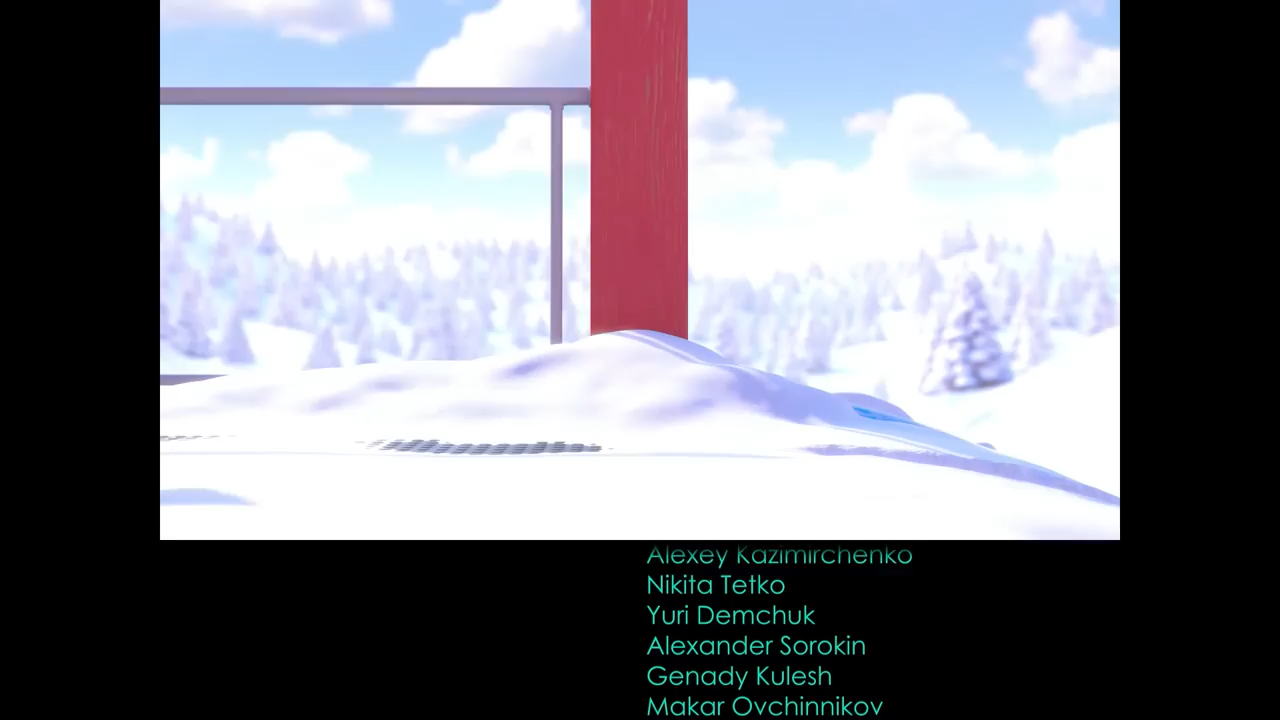 Alexey Kazimirchenko
Nikita Tetko
Yuri Demchuk
Alexander Sorokin
Genady Kulesh
Makar Ovchinnikov